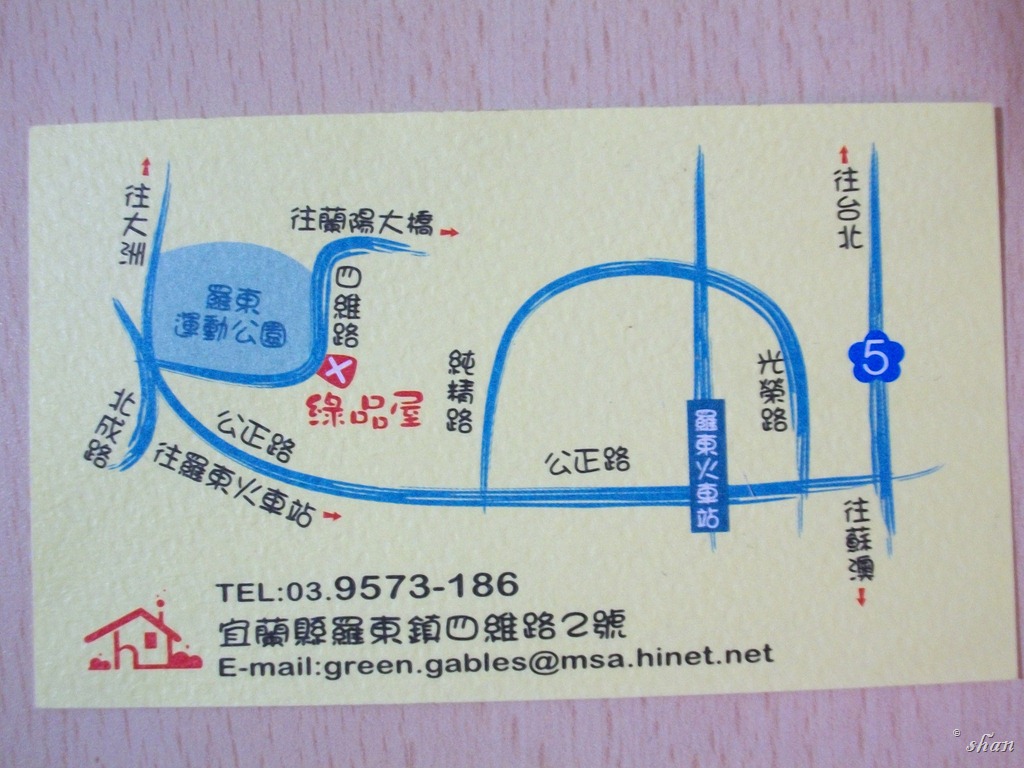 往大洲
往蘭陽大橋
往台北
四維路
羅東
運動公園
綠品屋
純精路
光榮路
5
北成路
公正路
往羅東火車站
公正路
羅東火車站
往蘇澳
TEL:03.9573-186
宜蘭縣羅東鎮四維路2號
E-mail:green.gables@msa.hinet.net
© shan